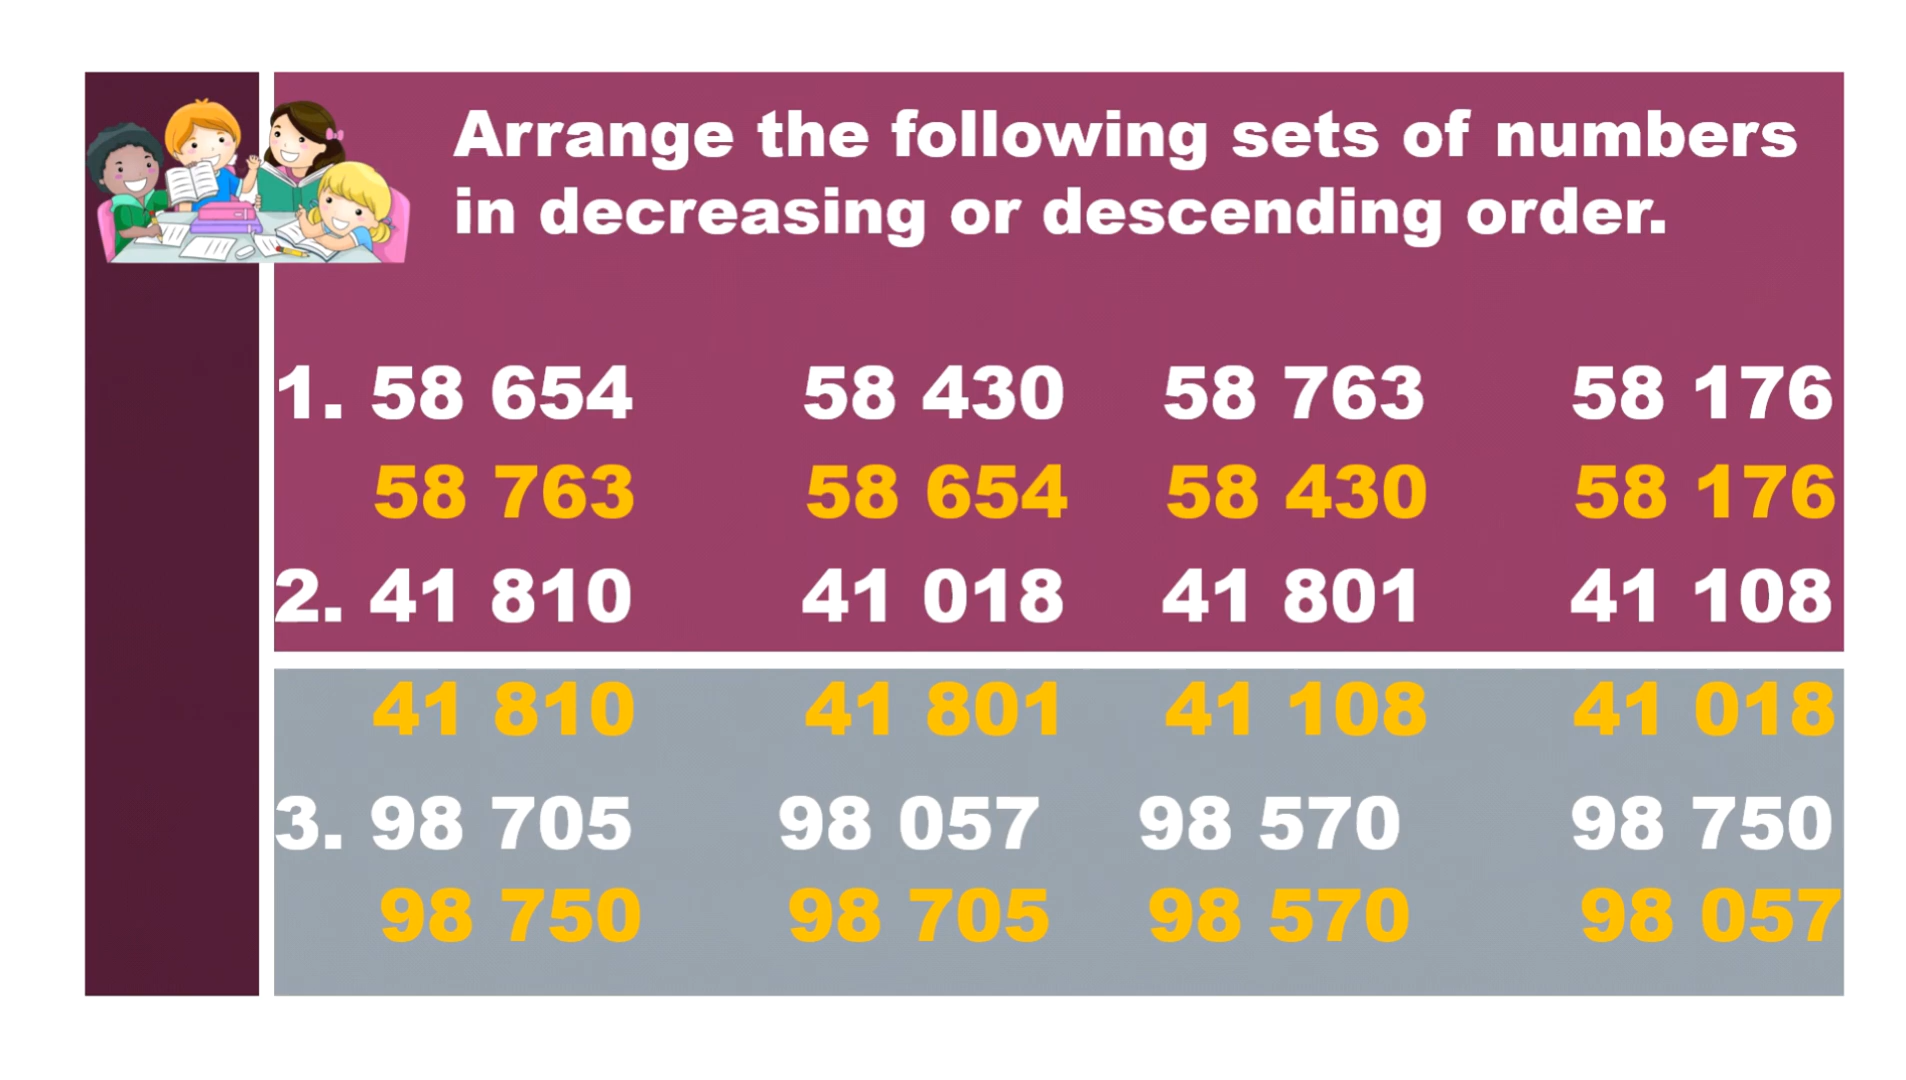 Arrange the following sets of numbers
in decreasing or descending order.
1. 58 654 58 430 58 763 58 176
58 763 58 654 58 430 58 176
2. 41 810 41 018 41 801 41 108
41 810 41 801 41 108 41 018
3. 98 705 98 057 98 570 98 750
98 750 98 705 98 570 98 057